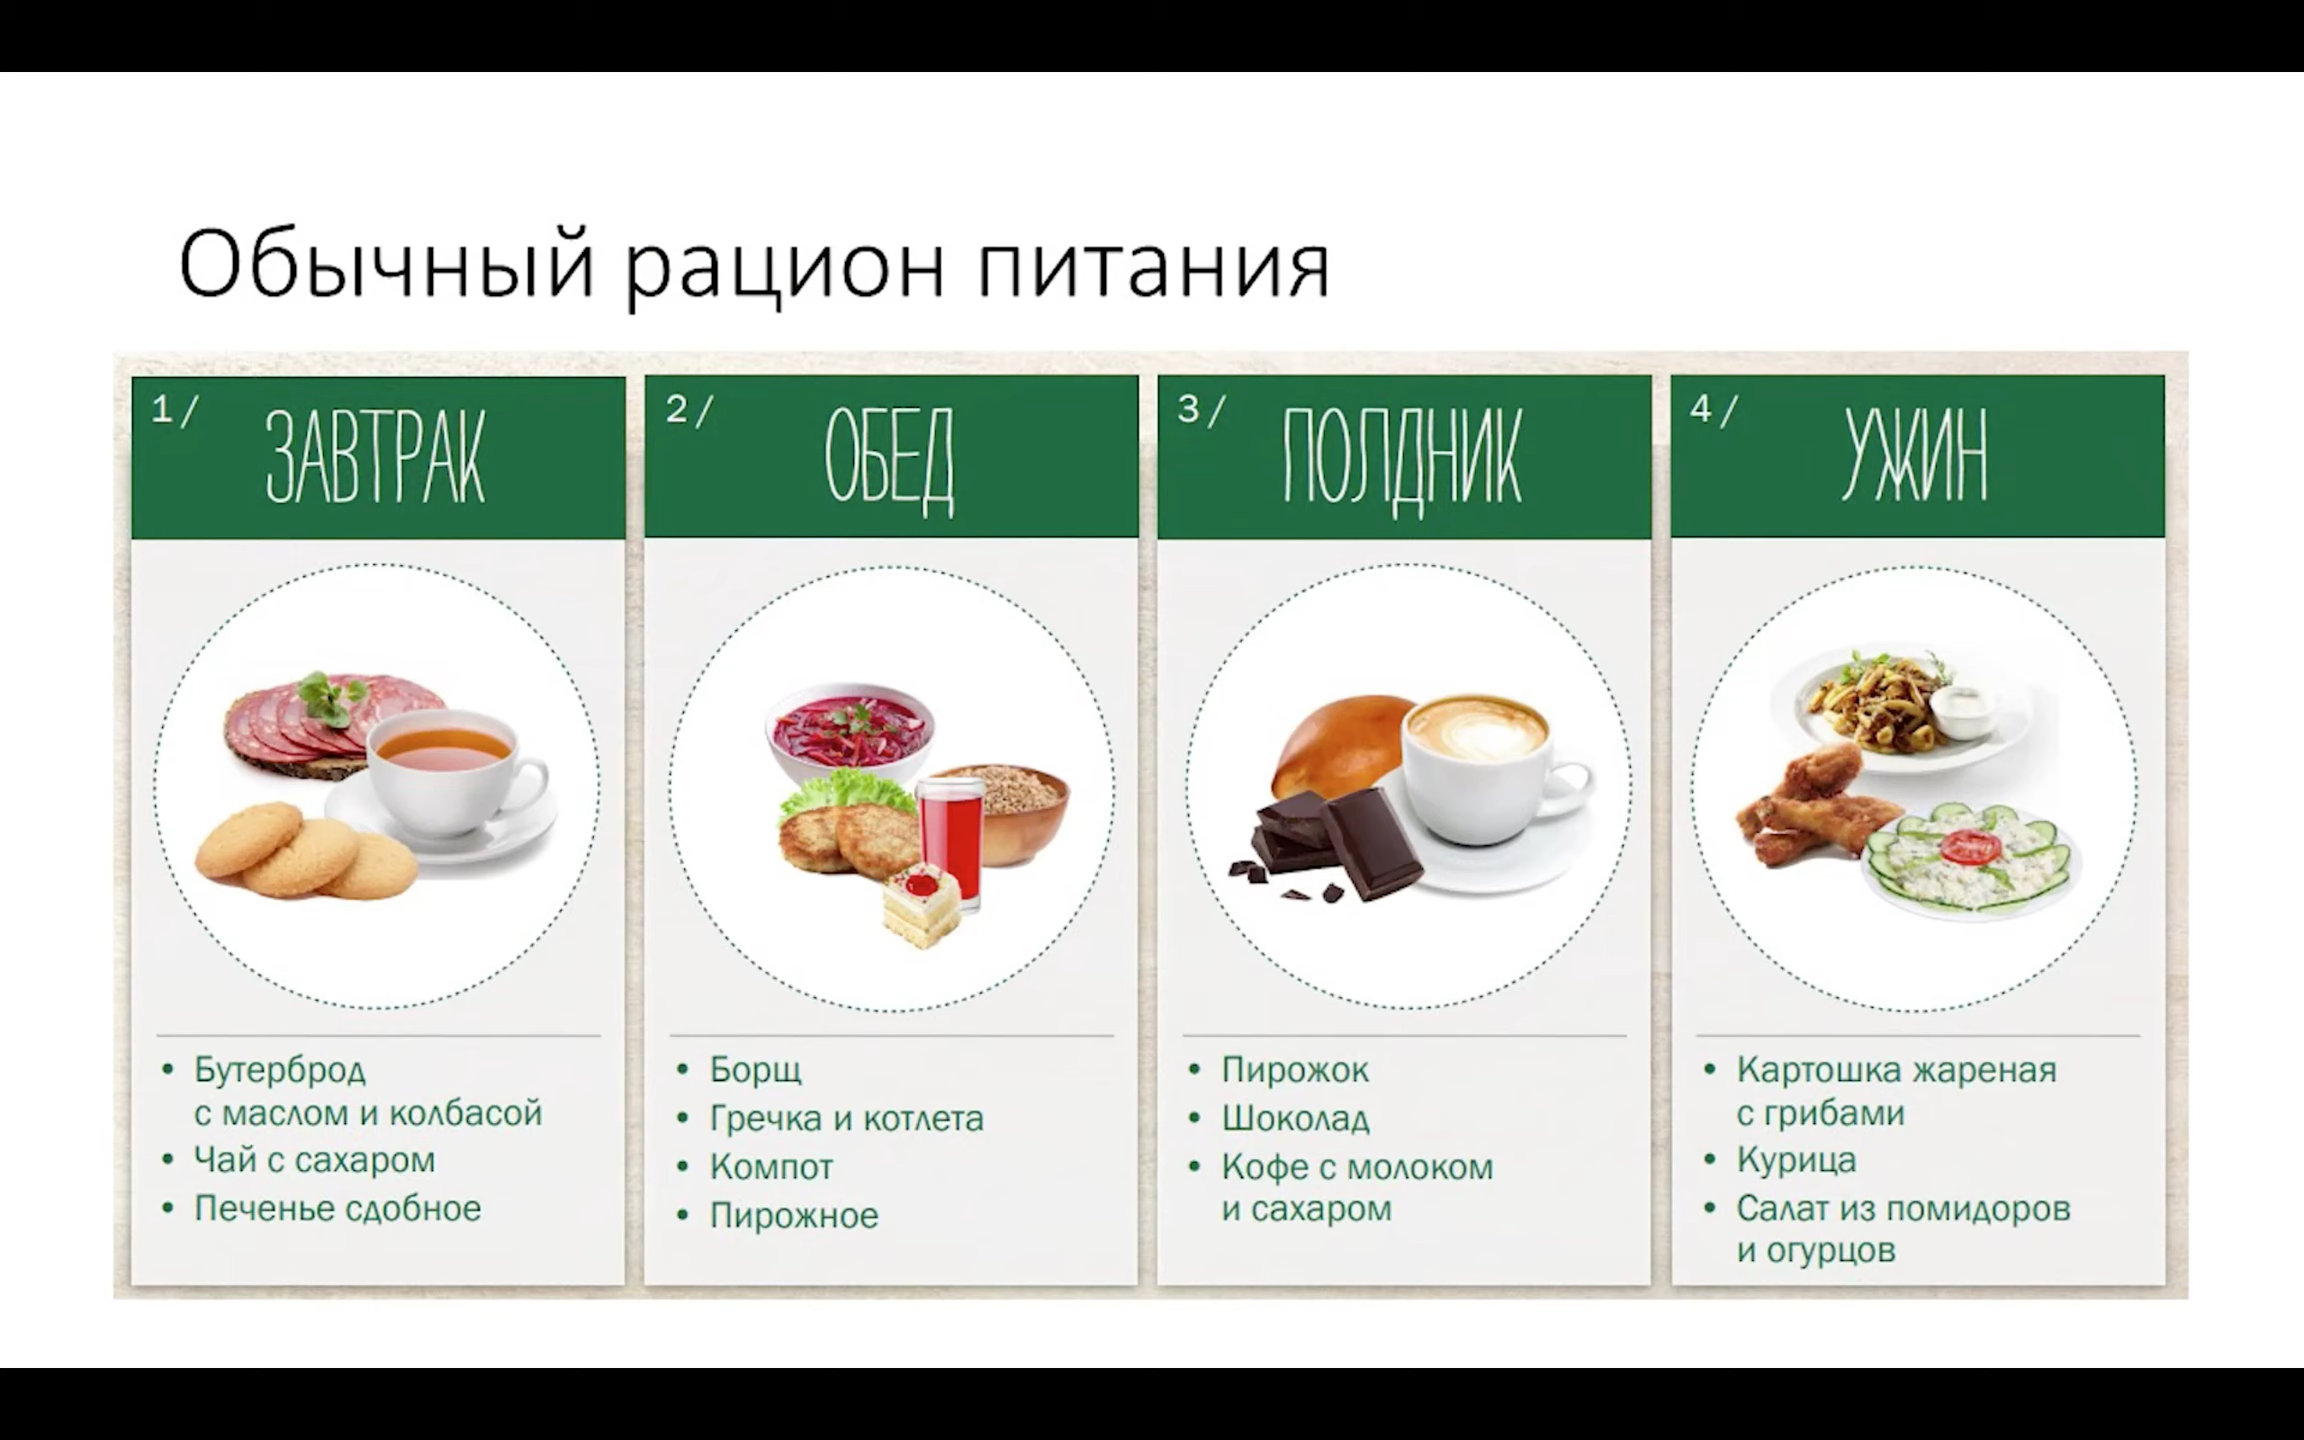 Обычный рацион питания
1 /
ЗАВТРАК
• Бутерброд
с маслом и колбасой
• Чай с сахаром
• Печенье сдобное
2 /
ОБЕД
• Борщ
• Гречка и котлета
• Компот
• Пирожное
3 /
ПОЛДНИК
• Пирожок
• Шоколад
• Кофе с молоком
и сахаром
4 /
УЖИН
• Картошка жареная
с грибами
• Курица
• Салат из помидоров
и огурцов